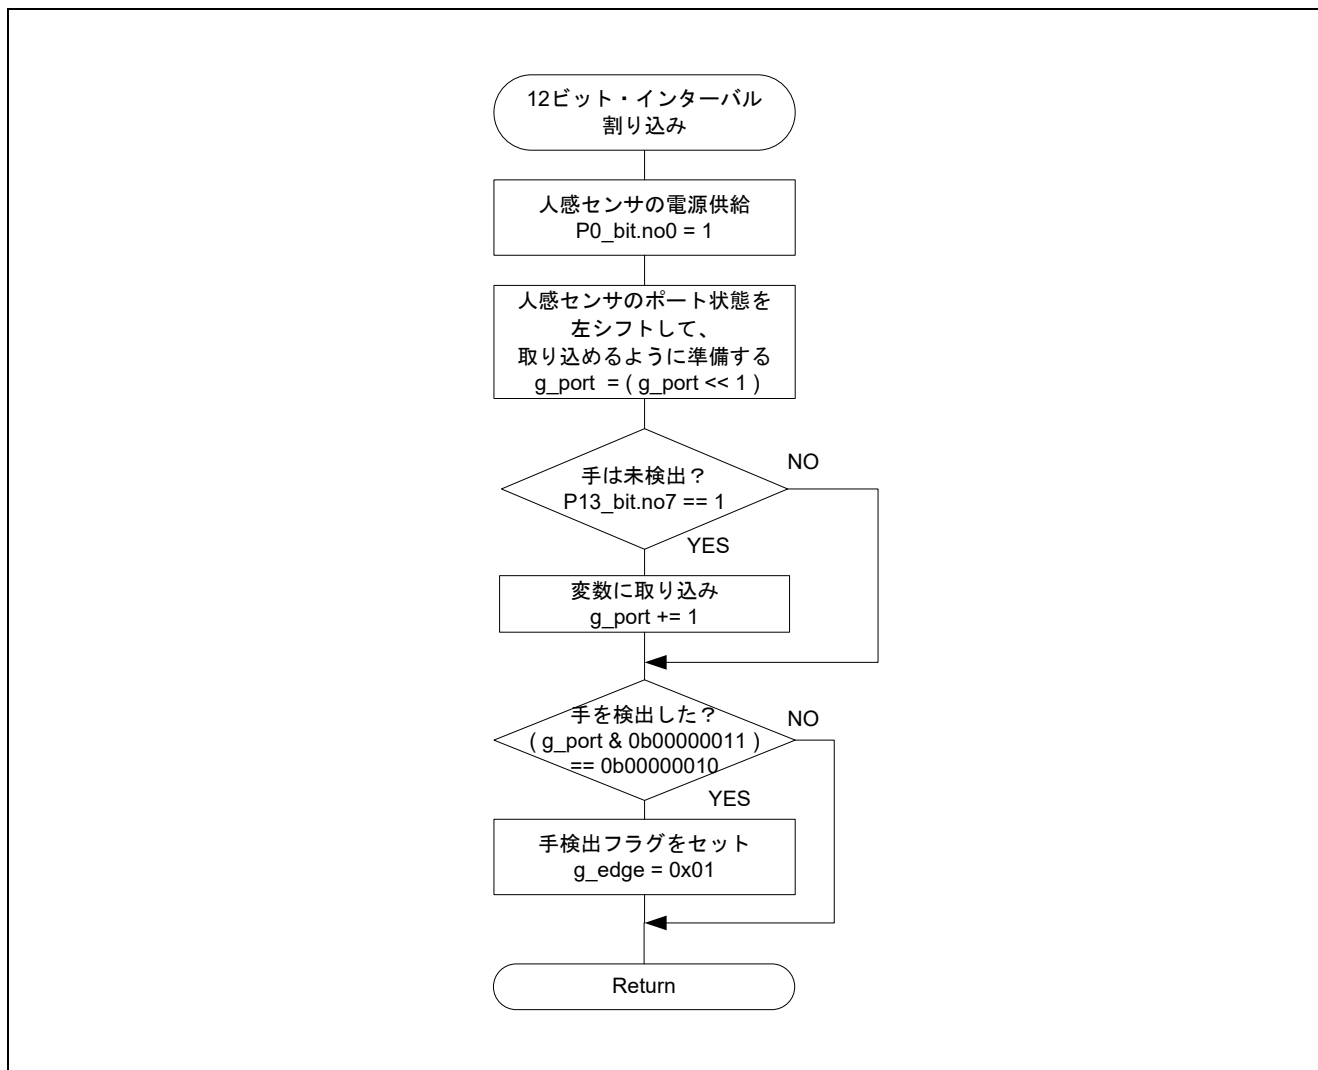 12ビット・インターバル
割り込み
人感センサの電源供給
P0_bit.no0 = 1
人感センサのポート状態を
左シフトして、
取り込めるように準備する
g_port = ( g_port << 1 )
手は未検出？
P13_bit.no7 == 1
NO
YES
変数に取り込み
g_port += 1
手を検出した？
( g_port & 0b00000011 )
== 0b00000010
NO
YES
手検出フラグをセット
g_edge = 0x01
Return